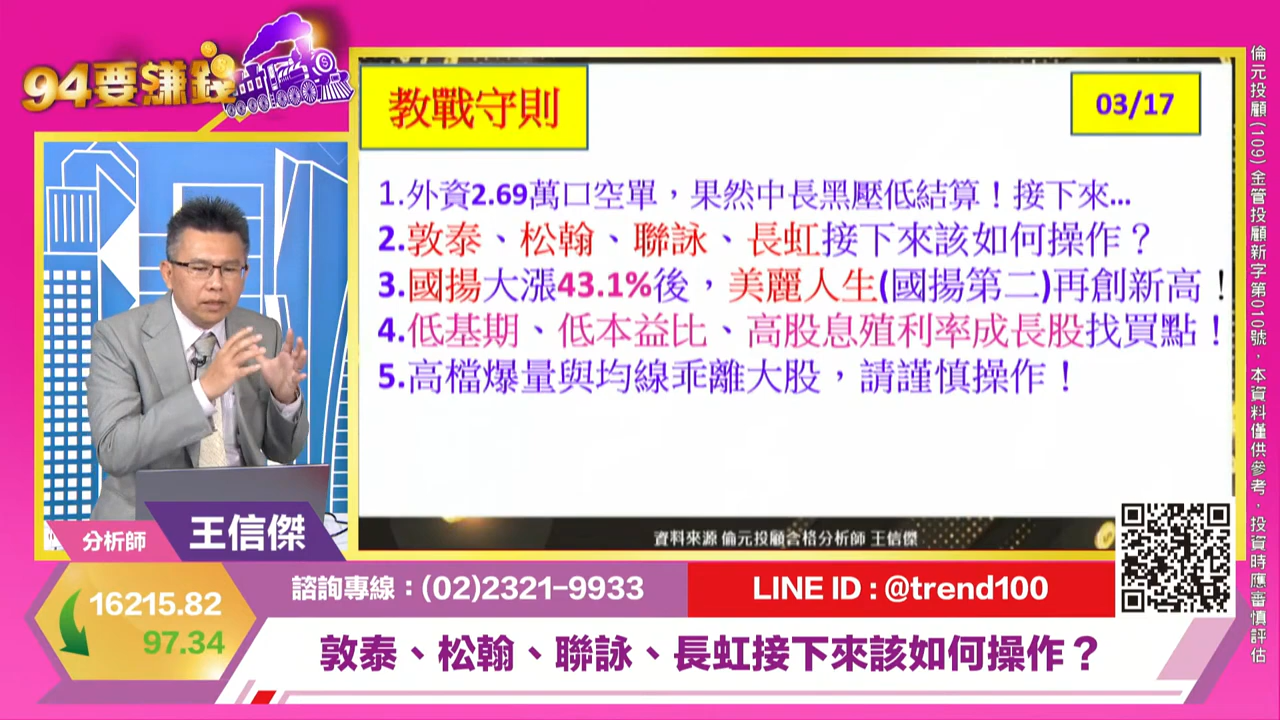 94要賺錢
教戰守則
03/17
1.外資2.69萬口空單，果然中長黑壓低結算！接下來…
2.敦泰、松翰、聯詠、長虹接下來該如何操作？
3.國揚大漲43.1%後，美麗人生(國揚第二)再創新高！
4.低基期、低本益比、高股息殖利率成長股找買點！
5.高檔爆量與均線乖離大股，請謹慎操作！
資料來源 倫元投顧合格分析師 王信傑
分析師 王信傑
諮詢專線：(02)2321-9933
LINE ID : @trend100
16215.82
97.34
敦泰、松翰、聯詠、長虹接下來該如何操作？
倫元投顧(109)金管投顧新字第010號．本資料僅供參考．投資時應審慎評估